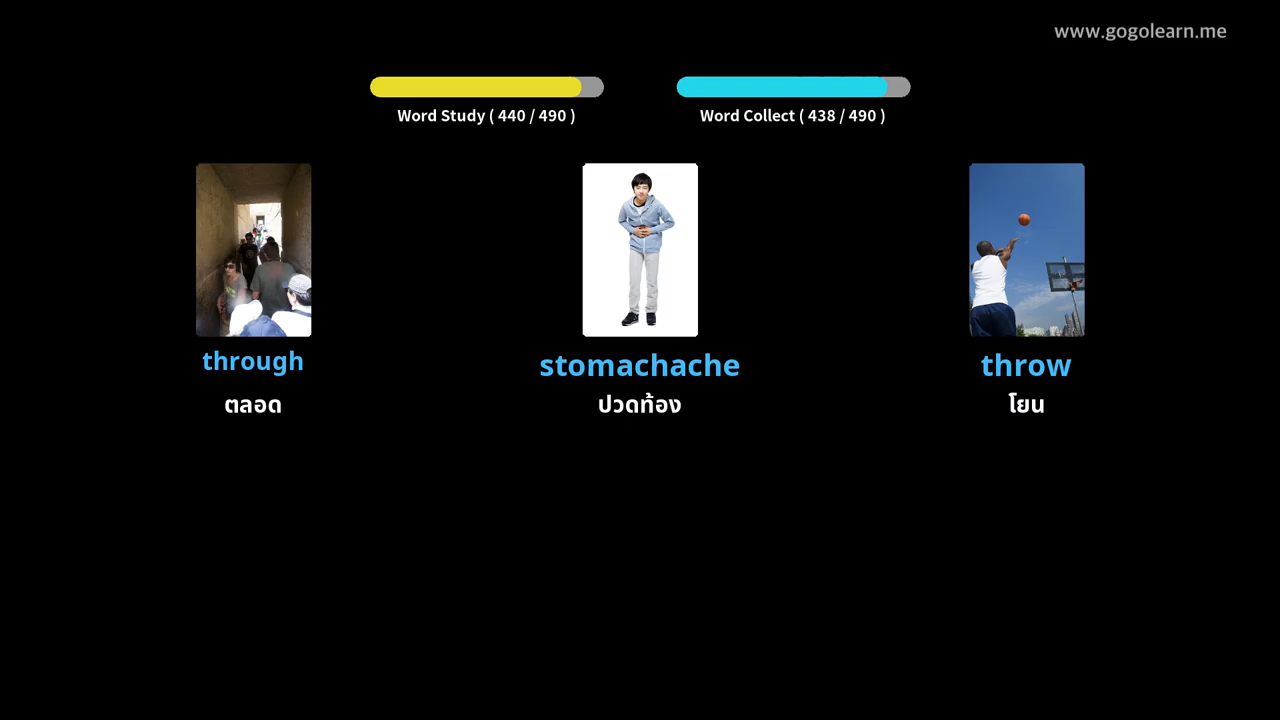 www.gogolearn.me
Word Study ( 440 / 490 )
Word Collect ( 438 / 490 )
through
stomachache
throw
ตลอด
ปวดท้อง
โยน